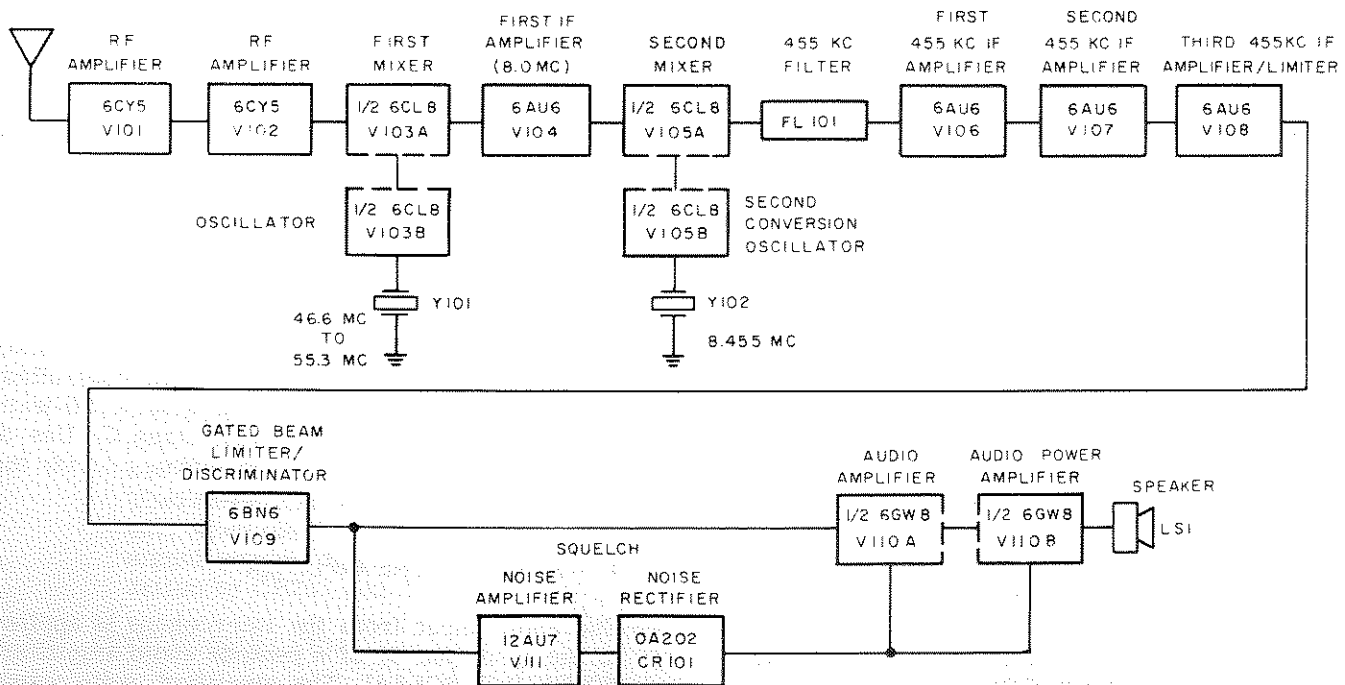 RF
AMPLIFIER
6CY5
V101
RF
AMPLIFIER
6CY5
V102
FIRST
MIXER
1/2 6CL8
V103A
FIRST IF
AMPLIFIER
(8.0 MC)
6AU6
V104
SECOND
MIXER
1/2 6CL8
V105A
455 KC
FILTER
FL 101
FIRST
455 KC IF
AMPLIFIER
6AU6
V106
SECOND
455 KC IF
AMPLIFIER
6AU6
V107
THIRD 455KC IF
AMPLIFIER/LIMITER
6AU6
V108
OSCILLATOR
1/2 6CL8
V103B
Y101
46.6 MC
TO
55.3 MC
1/2 6CL8
V105B
SECOND
CONVERSION
OSCILLATOR
Y102
8.455 MC
GATED BEAM
LIMITER/
DISCRIMINATOR
6BN6
V109
SQUELCH
NOISE
AMPLIFIER
12AU7
V111
NOISE
RECTIFIER
OA202
CR101
AUDIO
AMPLIFIER
1/2 6GW8
V110A
AUDIO POWER
AMPLIFIER
1/2 6GW8
V110B
SPEAKER
LS1